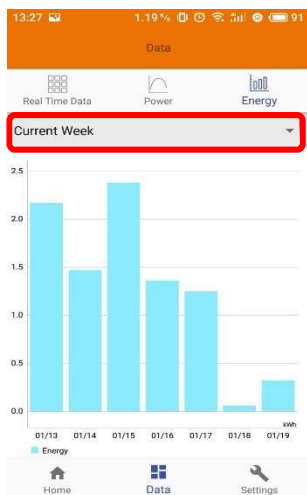 13:27 1.19 % 91
Data
Real Time Data Power Energy
Current Week
2.5
2.0
1.5
1.0
0.5
0.0
kWh
01/13 01/14 01/15 01/16 01/17 01/18 01/19
Energy
Home Data Settings